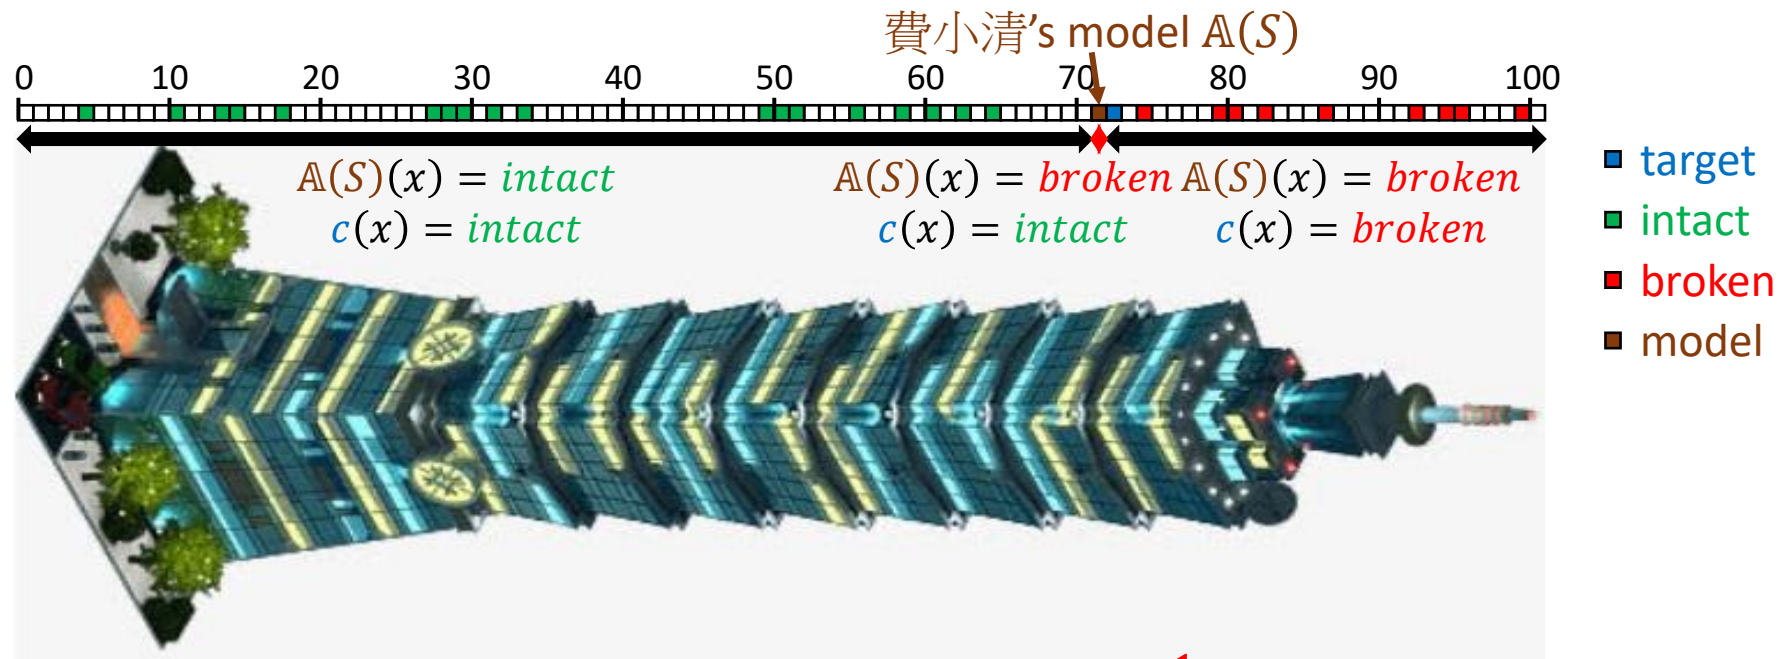 費小清's model 𝔸(S)
0 10 20 30 40 50 60 70 80 90 100
𝔸(S)(x) = intact
c(x) = intact
𝔸(S)(x) = broken
c(x) = intact
𝔸(S)(x) = broken
c(x) = broken
target
intact
broken
model